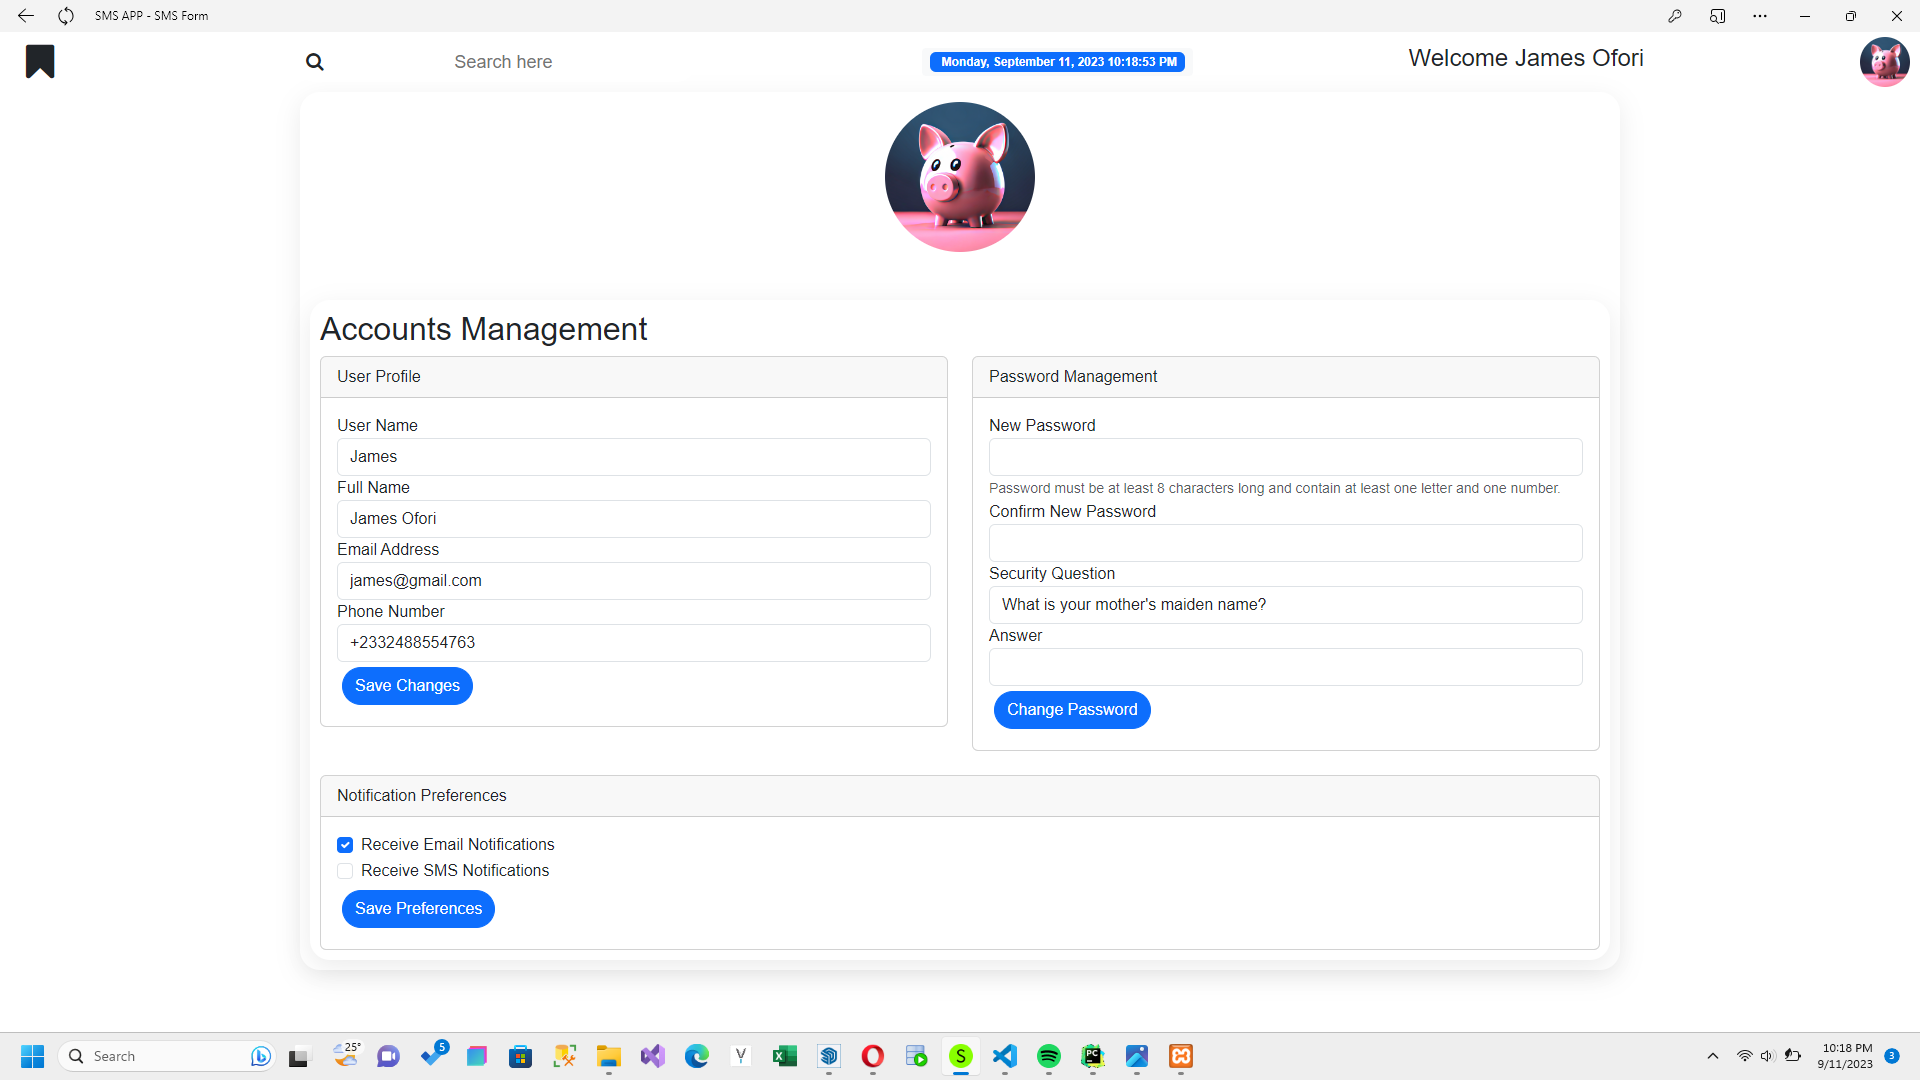 SMS APP - SMS Form
Search here
Monday, September 11, 2023 10:18:53 PM
Welcome James Ofori
Accounts Management
User Profile
User Name
James
Full Name
James Ofori
Email Address
james@gmail.com
Phone Number
+2332488554763
Save Changes
Password Management
New Password
Password must be at least 8 characters long and contain at least one letter and one number.
Confirm New Password
Security Question
What is your mother's maiden name?
Answer
Change Password
Notification Preferences
Receive Email Notifications
Receive SMS Notifications
Save Preferences
Search
25°
5
V
X
S
PC
10:18 PM
9/11/2023
3